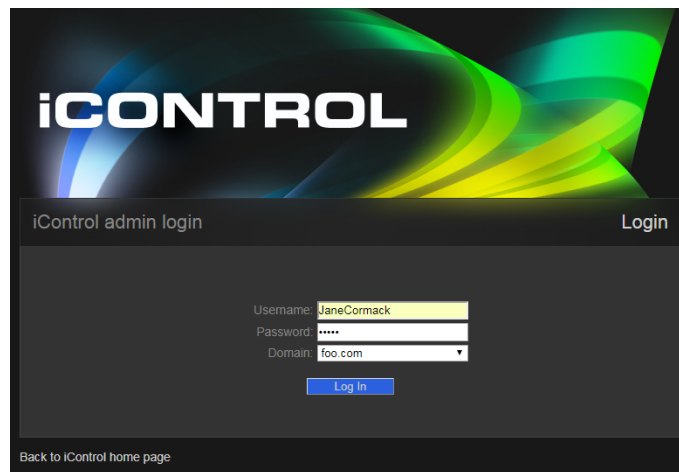 iCONTROL
iControl admin login
Login
Username: JaneCormack
Password: •••••
Domain: foo.com
Log In
Back to iControl home page